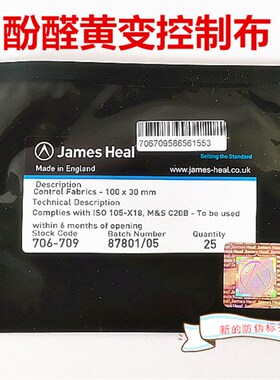 酚醛黄变控制布
706709586561553
James Heal
Setting the Standard
Made in England
www.james-heal.co.uk
Description
Control Fabrics - 100 x 30 mm
Technical Description
Complies with ISO 105-X18, M&S C20B - To be used
within 6 months of opening
Stock Code Batch Number Quantity
706-709 87801/05 25
新的防伪标